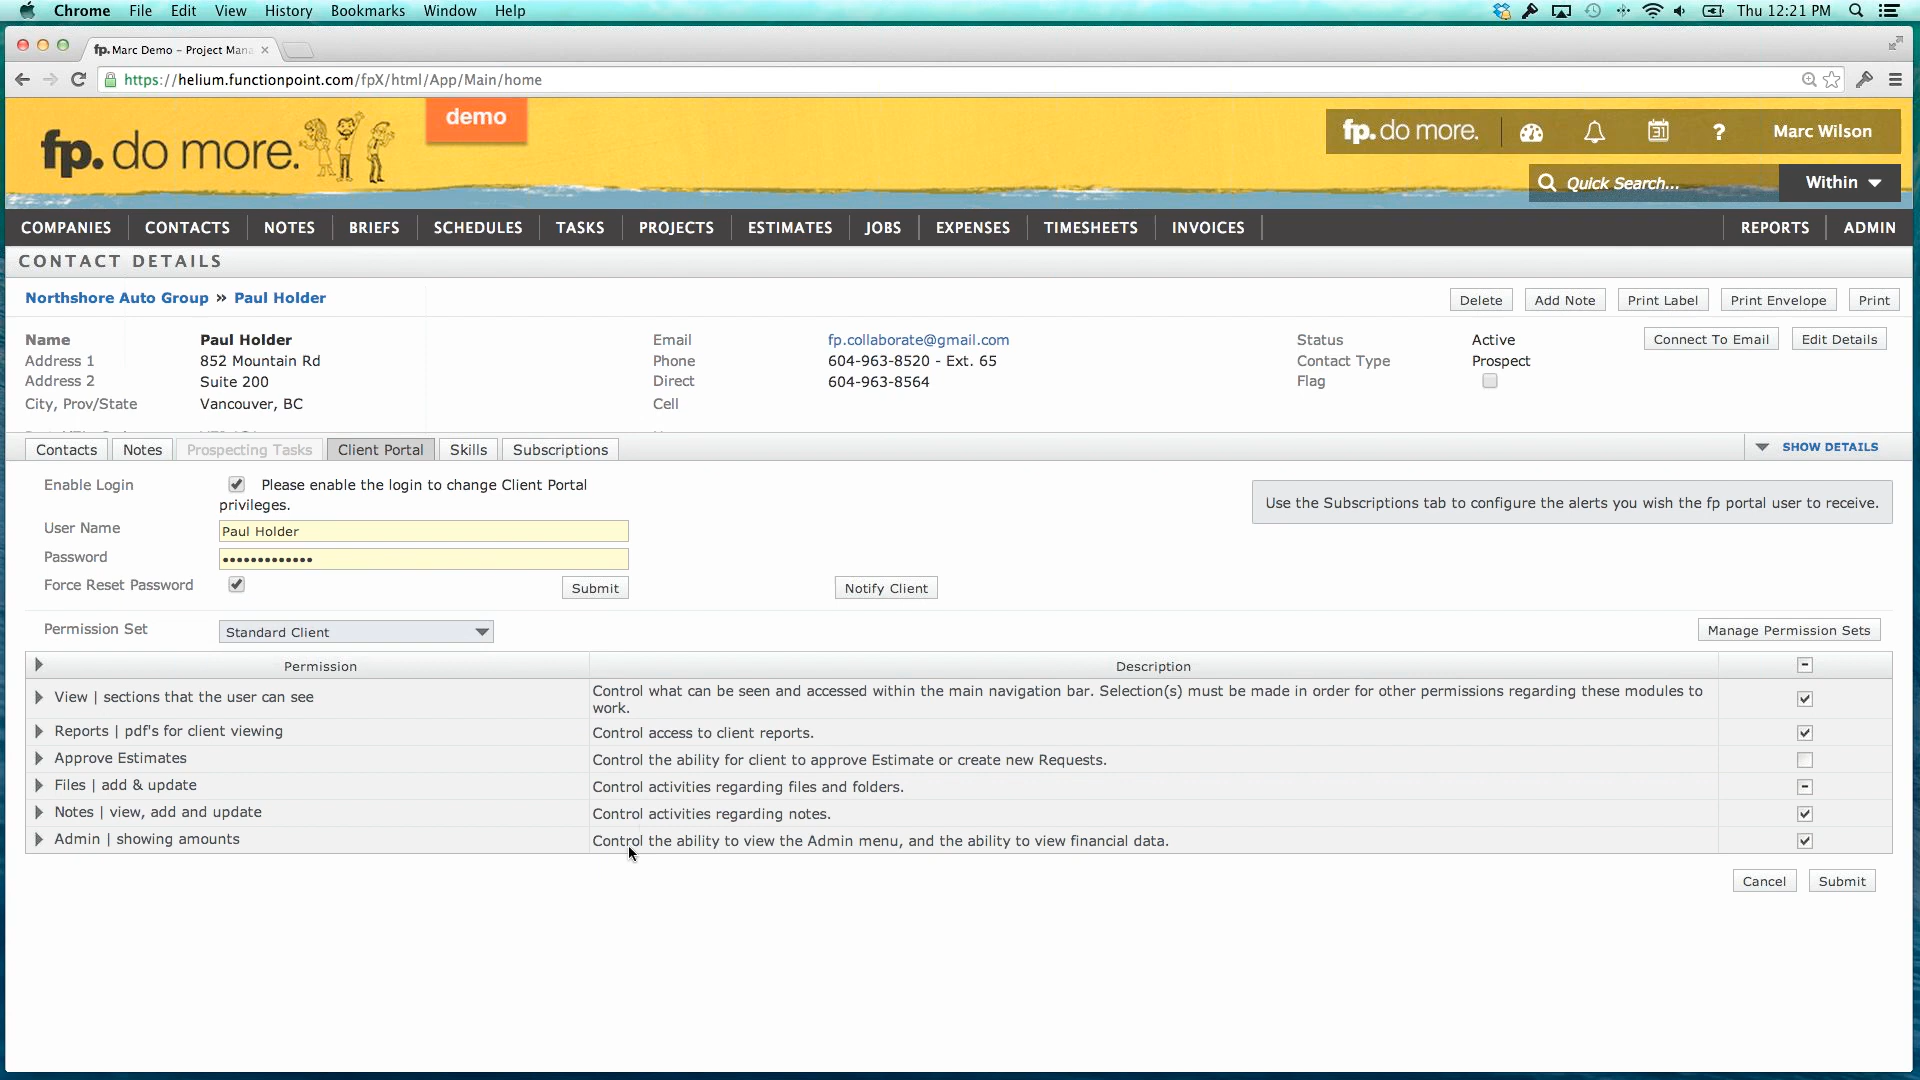 Chrome File Edit View History Bookmarks Window Help Thu 12:21 PM
fp. Marc Demo – Project Mana
https://helium.functionpoint.com/fpX/html/App/Main/home
fp. do more.
demo
fp. do more. 31 ? Marc Wilson
Quick Search... Within
COMPANIES CONTACTS NOTES BRIEFS SCHEDULES TASKS PROJECTS ESTIMATES JOBS EXPENSES TIMESHEETS INVOICES REPORTS ADMIN
CONTACT DETAILS
Northshore Auto Group » Paul Holder Delete Add Note Print Label Print Envelope Print
Name Paul Holder Email fp.collaborate@gmail.com Status Active Connect To Email Edit Details
Address 1 852 Mountain Rd Phone 604-963-8520 - Ext. 65 Contact Type Prospect
Address 2 Suite 200 Direct 604-963-8564 Flag
City, Prov/State Vancouver, BC Cell
Contacts Notes Prospecting Tasks Client Portal Skills Subscriptions SHOW DETAILS
Enable Login Please enable the login to change Client Portal
privileges.
Use the Subscriptions tab to configure the alerts you wish the fp portal user to receive.
User Name Paul Holder
Password •••••••••••••
Force Reset Password Submit Notify Client
Permission Set Standard Client Manage Permission Sets
Permission Description
View | sections that the user can see Control what can be seen and accessed within the main navigation bar. Selection(s) must be made in order for other permissions regarding these modules to
work.
Reports | pdf's for client viewing Control access to client reports.
Approve Estimates Control the ability for client to approve Estimate or create new Requests.
Files | add & update Control activities regarding files and folders.
Notes | view, add and update Control activities regarding notes.
Admin | showing amounts Control the ability to view the Admin menu, and the ability to view financial data.
Cancel Submit